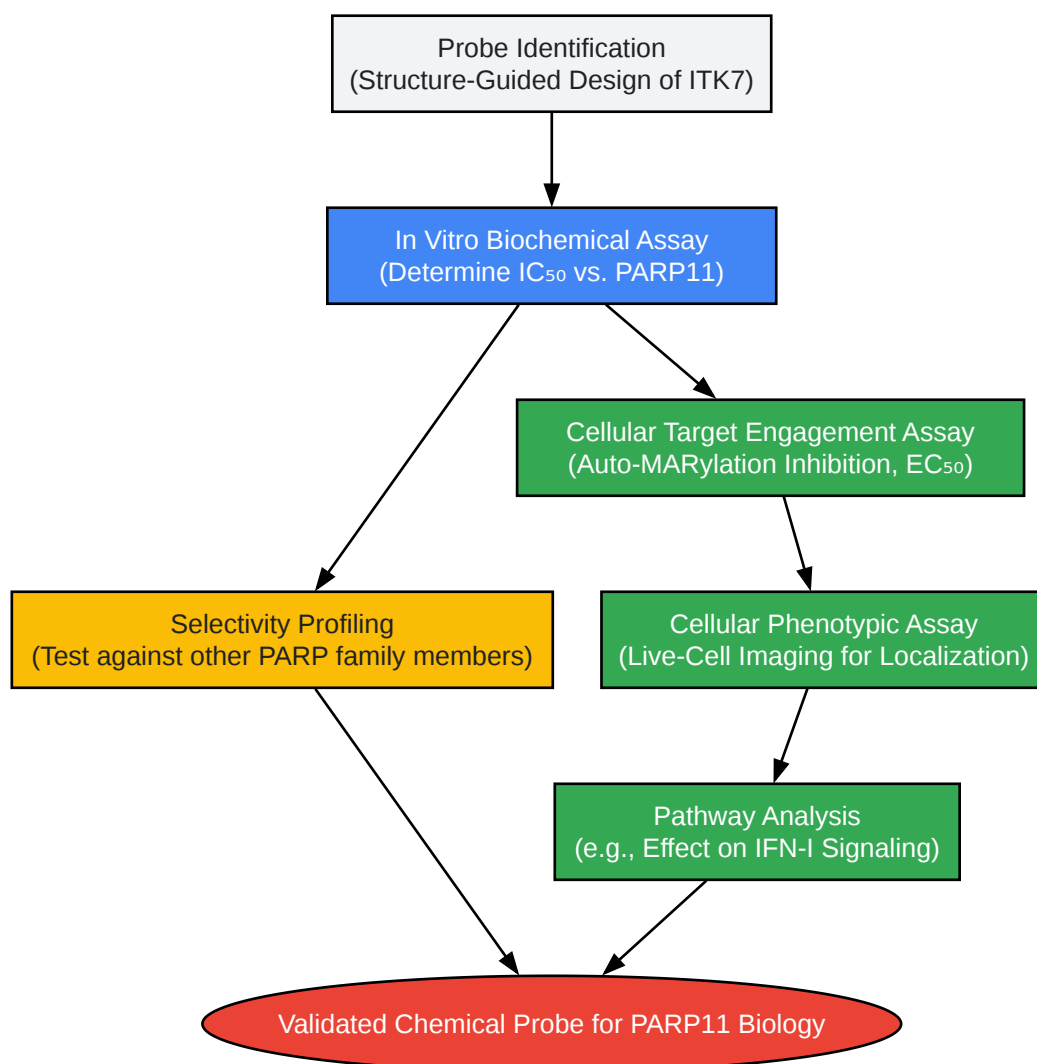 Probe Identification
(Structure-Guided Design of ITK7)
In Vitro Biochemical Assay
(Determine IC₅₀ vs. PARP11)
Cellular Target Engagement Assay
(Auto-MARylation Inhibition, EC₅₀)
Selectivity Profiling
(Test against other PARP family members)
Cellular Phenotypic Assay
(Live-Cell Imaging for Localization)
Pathway Analysis
(e.g., Effect on IFN-I Signaling)
Validated Chemical Probe for PARP11 Biology